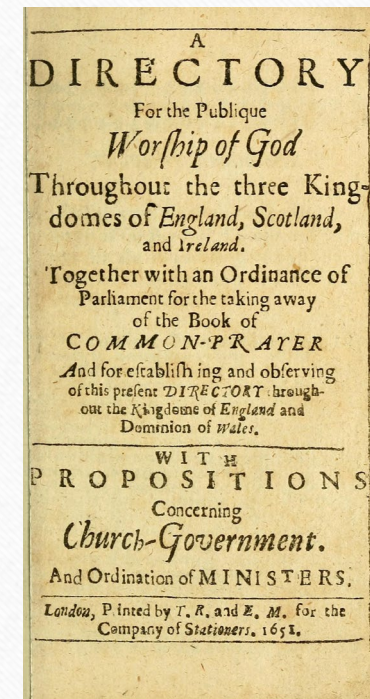 A
DIRECTORY
For the Publique
Worſhip of God
Throughout the three King-
domes of England, Scotland,
and Ireland.
Together with an Ordinance of
Parliament for the taking away
of the Book of
COMMON-PRAYER
And for eſtabliſh ing and obſerving
of this preſent DIRECTORY throug-
out the Kingdome of England and
Dominion of Wales.
WITH
PROPOSITIONS
Concerning
Church-Government.
And Ordination of MINISTERS.
London, Printed by T. R. and E. M. for the
Company of Stationers. 1651.